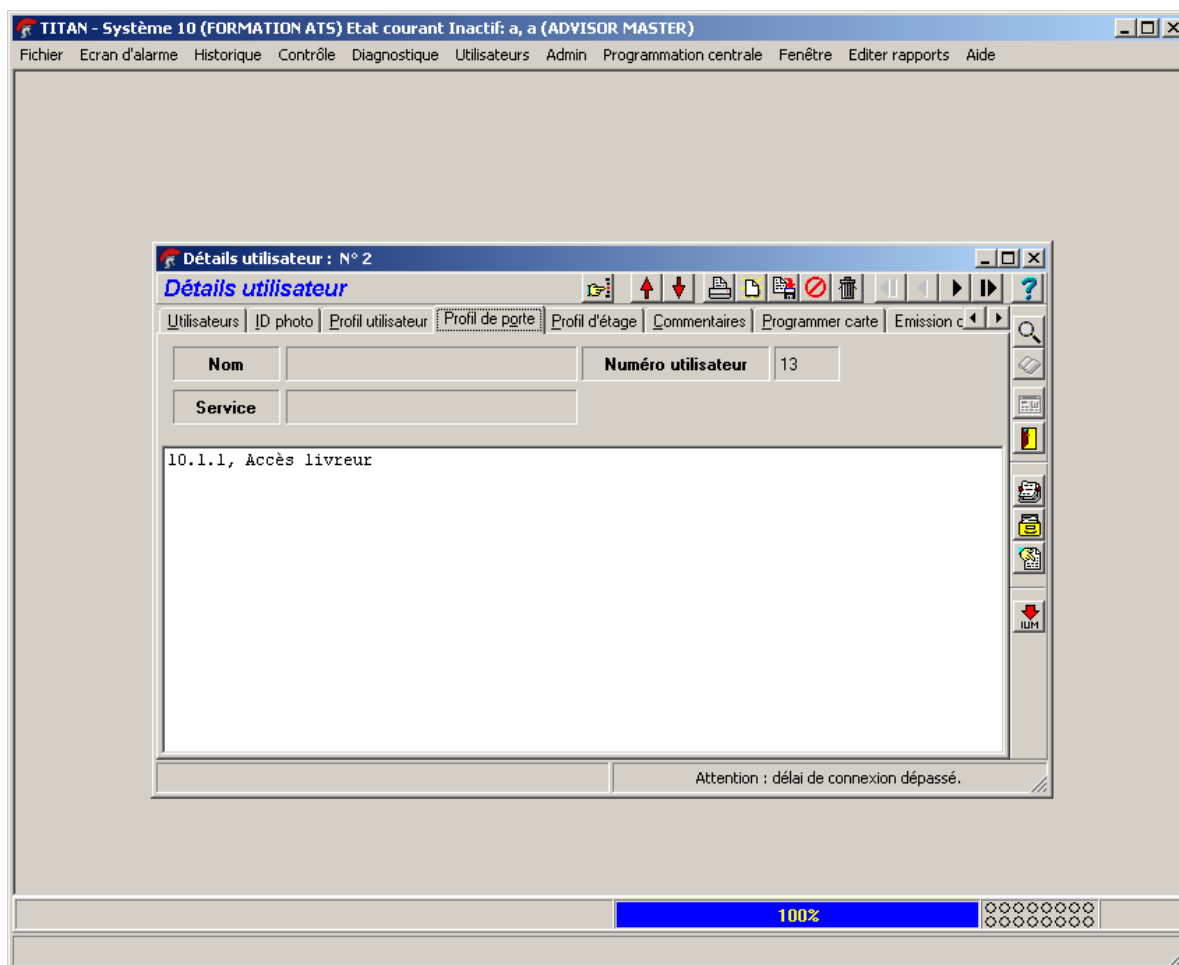 TITAN - Système 10 (FORMATION ATS) Etat courant Inactif: a, a (ADVISOR MASTER)
Fichier Ecran d'alarme Historique Contrôle Diagnostique Utilisateurs Admin Programmation centrale Fenêtre Editer rapports Aide
Détails utilisateur : N° 2
Détails utilisateur
Utilisateurs ID photo Profil utilisateur Profil de porte Profil d'étage Commentaires Programmer carte Emission c
Nom Numéro utilisateur 13
Service
10.1.1, Accès livreur
IUM
Attention : délai de connexion dépassé.
100%